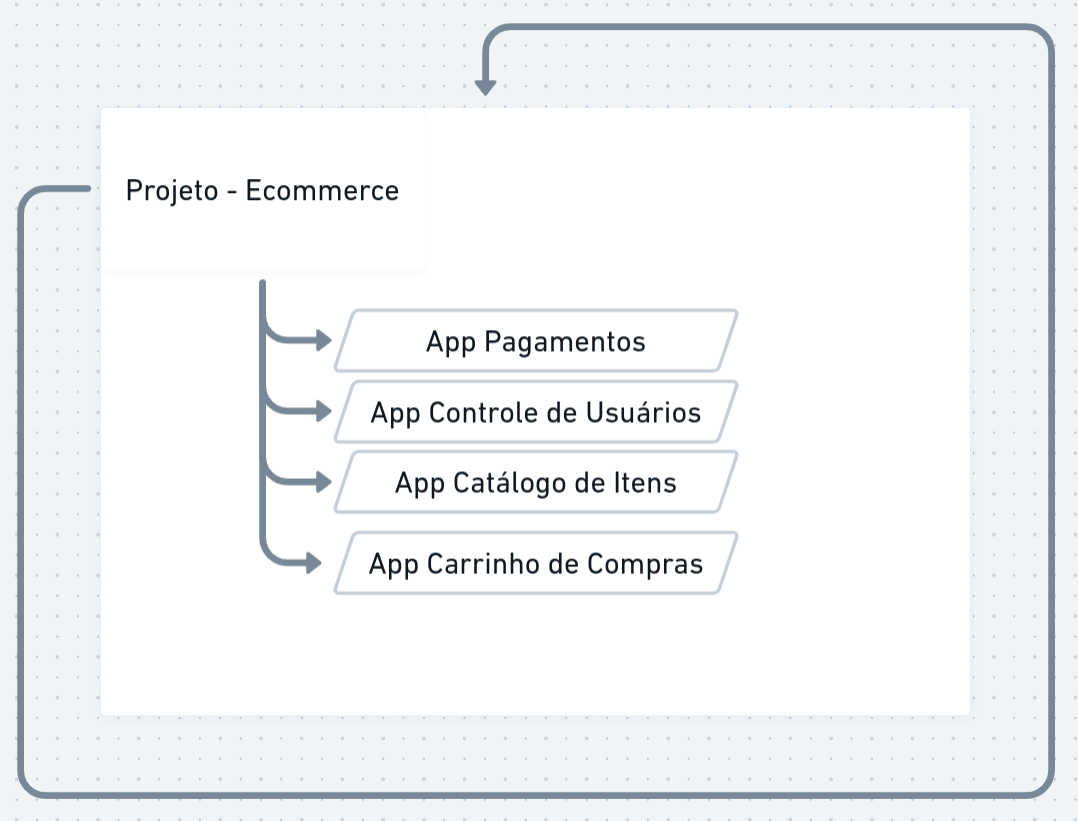 Projeto - Ecommerce
App Pagamentos
App Controle de Usuários
App Catálogo de Itens
App Carrinho de Compras